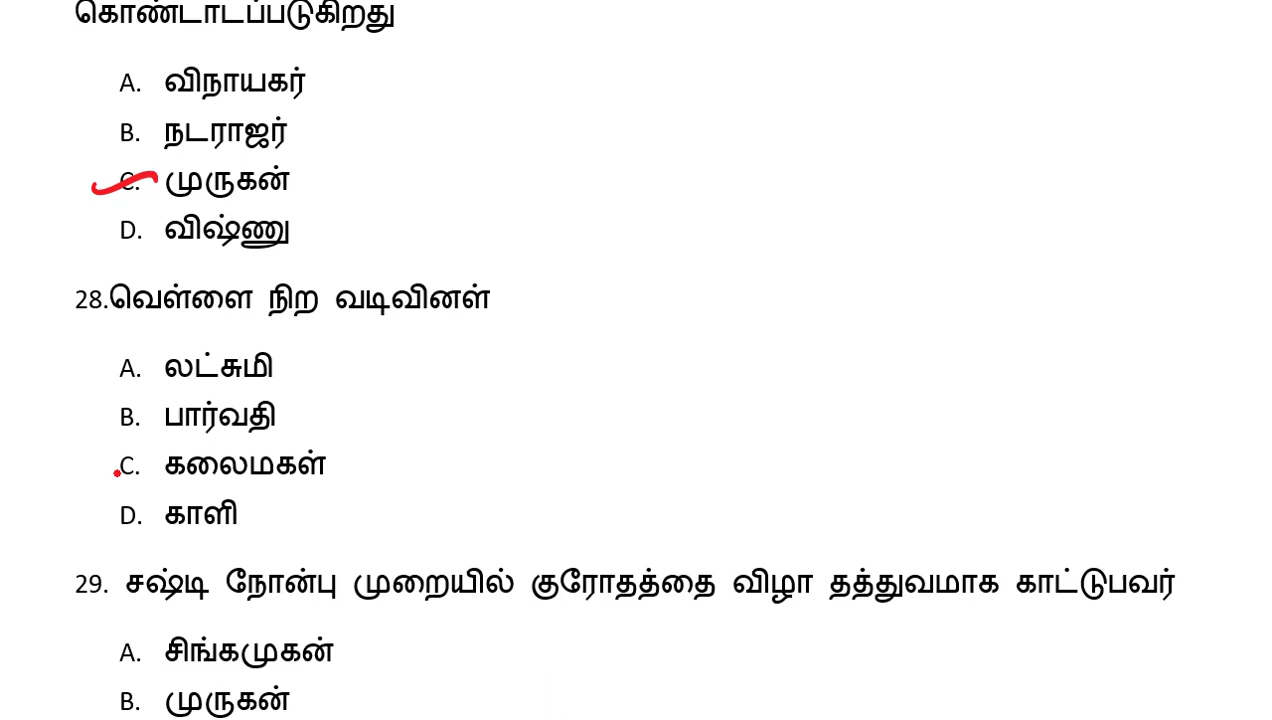 கொண்டாடப்படுகிறது
A. விநாயகர்
B. நடராஜர்
C. முருகன்
D. விஷ்ணு
28.வெள்ளை நிற வடிவினள்
A. லட்சுமி
B. பார்வதி
C. கலைமகள்
D. காளி
29. சஷ்டி நோன்பு முறையில் குரோதத்தை விழா தத்துவமாக காட்டுபவர்
A. சிங்கமுகன்
B. முருகன்